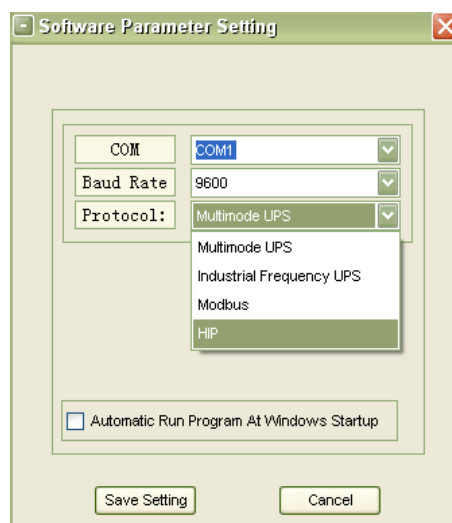 Software Parameter Setting
COM
COM1
Baud Rate
9600
Protocol:
Multimode UPS
Multimode UPS
Industrial Frequency UPS
Modbus
HIP
Automatic Run Program At Windows Startup
Save Setting
Cancel